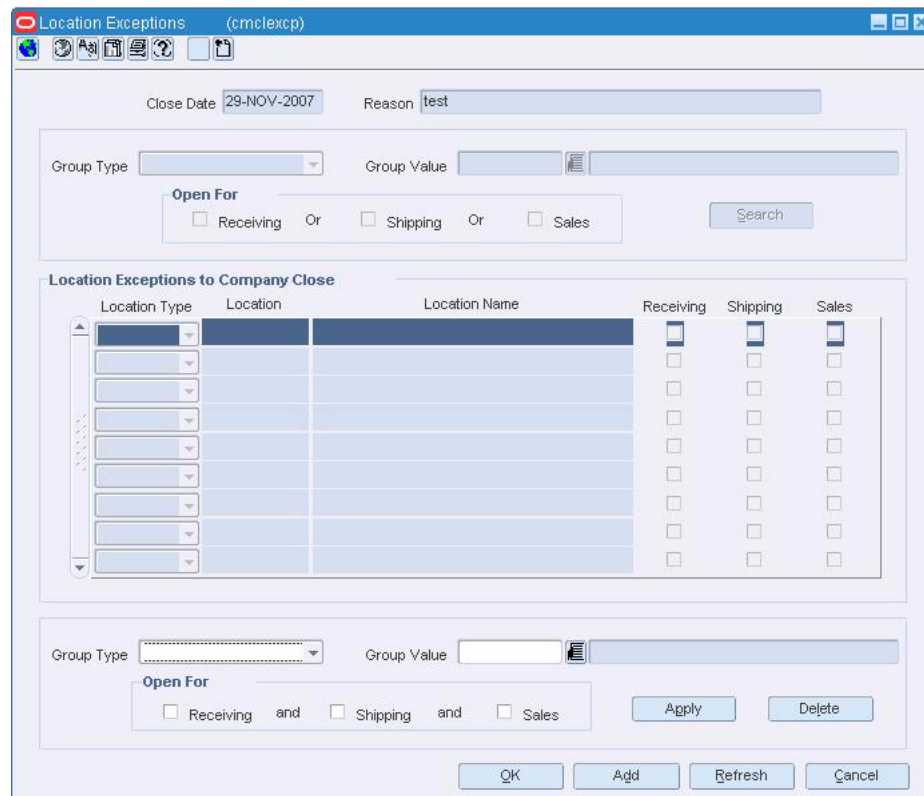 Location Exceptions (cmclexcp)
Close Date 29-NOV-2007 Reason test
Group Type Group Value
Open For
Receiving Or Shipping Or Sales Search
Location Exceptions to Company Close
Location Type Location Location Name Receiving Shipping Sales
Group Type Group Value
Open For
Receiving and Shipping and Sales Apply Delete
OK Add Refresh Cancel